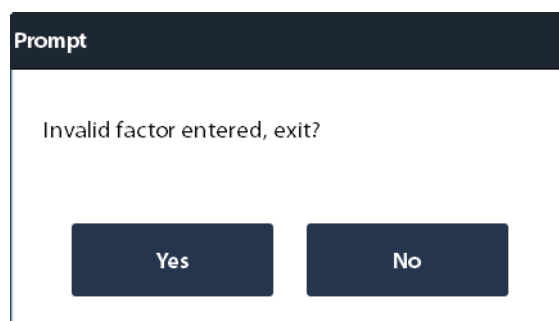 Prompt
Invalid factor entered, exit?
Yes No